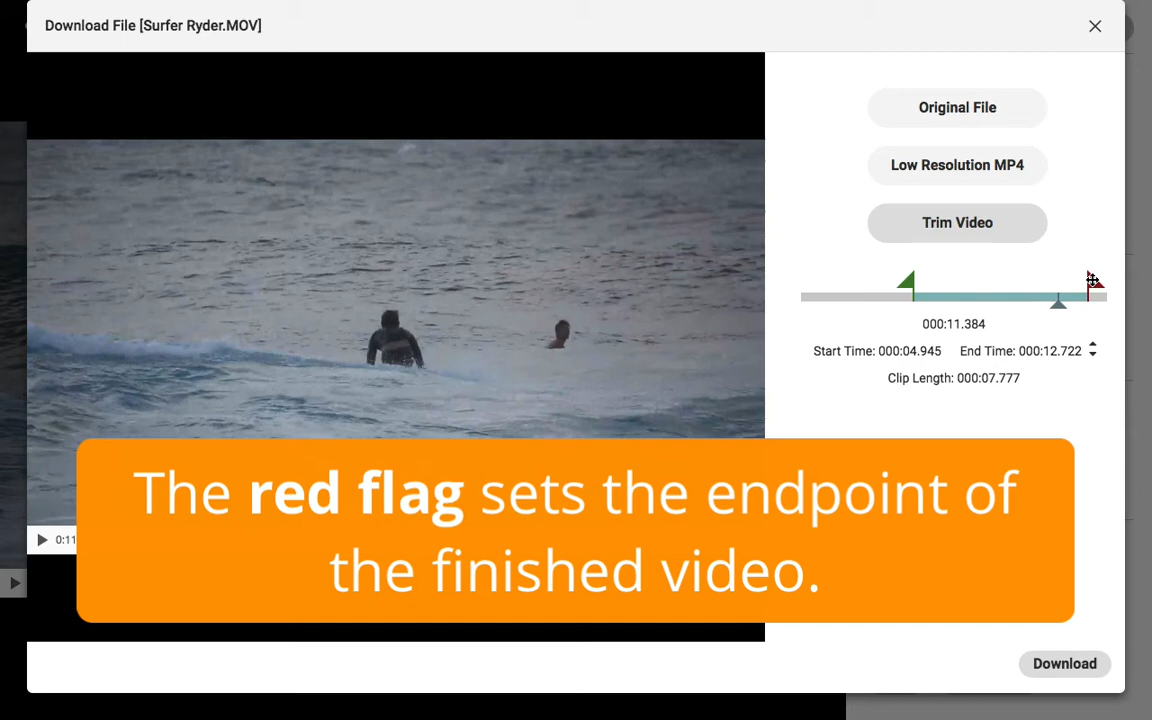 Download File [Surfer Ryder.MOV]
Original File
Low Resolution MP4
Trim Video
000:11.384
Start Time: 000:04.945 End Time: 000:12.722
Clip Length: 000:07.777
The red flag sets the endpoint of
the finished video.
0:11
Download